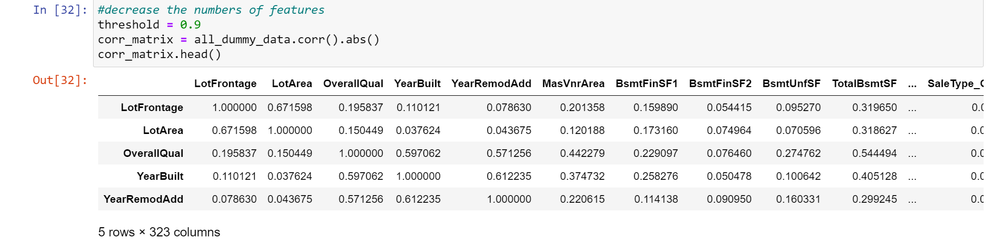 In [32]: #decrease the numbers of features
threshold = 0.9
corr_matrix = all_dummy_data.corr().abs()
corr_matrix.head()
Out[32]:
LotFrontage LotArea OverallQual YearBuilt YearRemodAdd MasVnrArea BsmtFinSF1 BsmtFinSF2 BsmtUnfSF TotalBsmtSF ... SaleType_
LotFrontage 1.000000 0.671598 0.195837 0.110121 0.078630 0.201358 0.159890 0.054415 0.095270 0.319650 ... 0.0
LotArea 0.671598 1.000000 0.150449 0.037624 0.043675 0.120188 0.173160 0.074964 0.070596 0.318627 ... 0.0
OverallQual 0.195837 0.150449 1.000000 0.597062 0.571256 0.442279 0.229097 0.076460 0.274762 0.544494 ... 0.0
YearBuilt 0.110121 0.037624 0.597062 1.000000 0.612235 0.374732 0.258276 0.050478 0.100642 0.405128 ... 0.0
YearRemodAdd 0.078630 0.043675 0.571256 0.612235 1.000000 0.220615 0.114138 0.090950 0.160331 0.299245 ... 0.0
5 rows × 323 columns